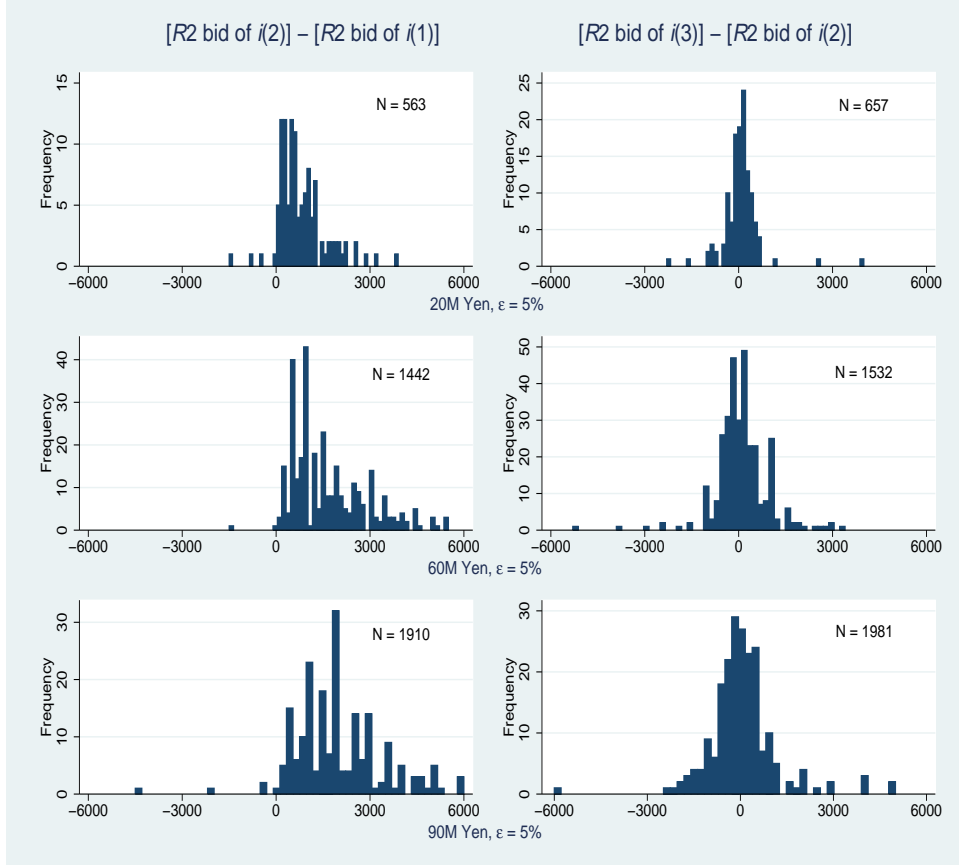 [R2 bid of i(2)] – [R2 bid of i(1)]
[R2 bid of i(3)] – [R2 bid of i(2)]
Frequency
0 5 10 15
N = 563
−6000 −3000 0 3000 6000
Frequency
0 5 10 15 20 25
N = 657
−6000 −3000 0 3000 6000
20M Yen, ε = 5%
Frequency
0 10 20 30 40
N = 1442
−6000 −3000 0 3000 6000
Frequency
0 10 20 30 40 50
N = 1532
−6000 −3000 0 3000 6000
60M Yen, ε = 5%
Frequency
0 10 20 30
N = 1910
−6000 −3000 0 3000 6000
Frequency
0 10 20 30
N = 1981
−6000 −3000 0 3000 6000
90M Yen, ε = 5%